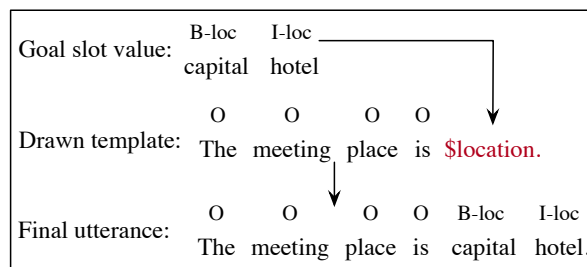 B-loc I-loc
Goal slot value: capital hotel
O O O O
Drawn template: The meeting place is $location.
O O O O B-loc I-loc
Final utterance: The meeting place is capital hotel.